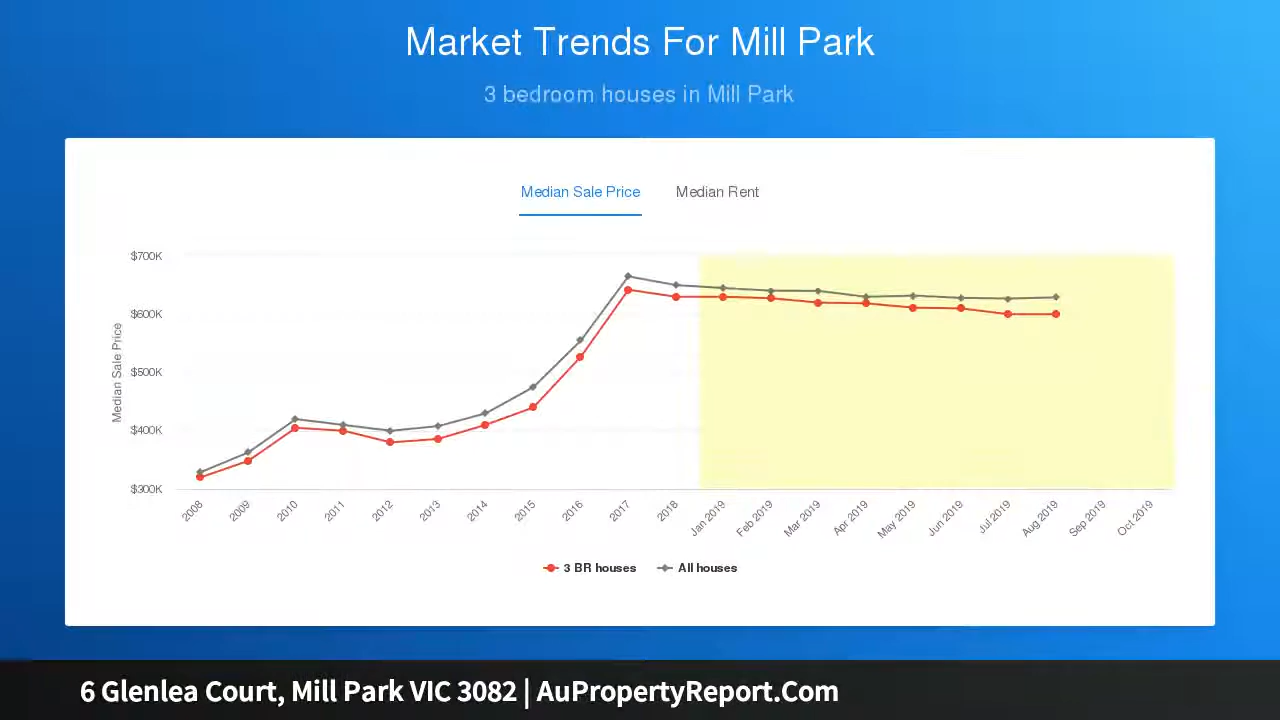 Market Trends For Mill Park
3 bedroom houses in Mill Park
Median Sale Price Median Rent
Median Sale Price
$700K
$600K
$500K
$400K
$300K
2008 2009 2010 2011 2012 2013 2014 2015 2016 2017 2018 Jan 2019 Feb 2019 Mar 2019 Apr 2019 May 2019 Jun 2019 Jul 2019 Aug 2019 Sep 2019 Oct 2019
3 BR houses All houses
6 Glenlea Court, Mill Park VIC 3082 | AuPropertyReport.Com